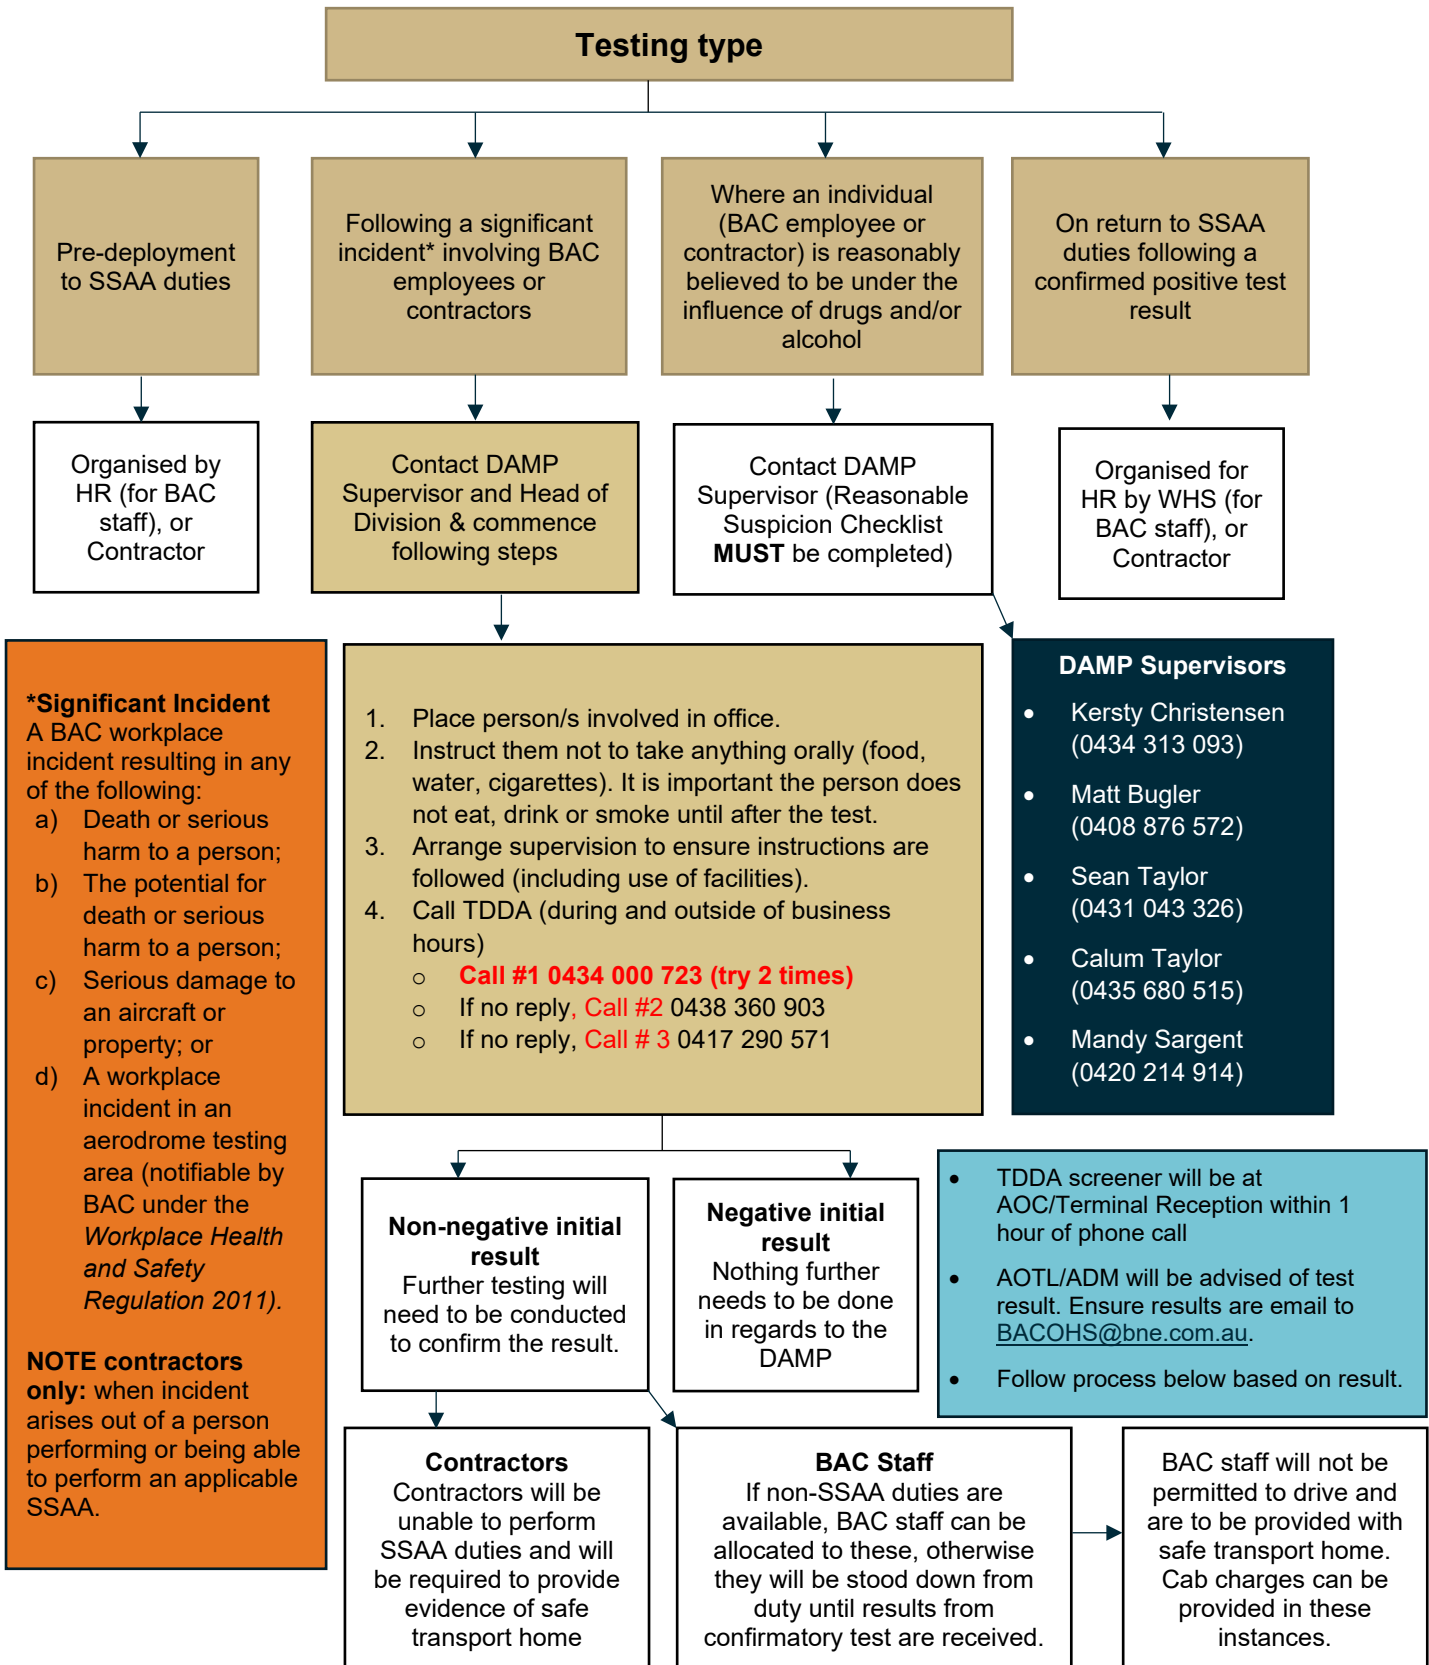 Testing type
Pre-deployment
to SSAA duties
Following a significant
incident* involving BAC
employees or
contractors
Where an individual
(BAC employee or
contractor) is reasonably
believed to be under the
influence of drugs and/or
alcohol
On return to SSAA
duties following a
confirmed positive test
result
Organised by
HR (for BAC
staff), or
Contractor
Contact DAMP
Supervisor and Head of
Division & commence
following steps
Contact DAMP
Supervisor (Reasonable
Suspicion Checklist
MUST be completed)
Organised for
HR by WHS (for
BAC staff), or
Contractor
*Significant Incident
A BAC workplace
incident resulting in any
of the following:
a) Death or serious
harm to a person;
b) The potential for
death or serious
harm to a person;
c) Serious damage to
an aircraft or
property; or
d) A workplace
incident in an
aerodrome testing
area (notifiable by
BAC under the
Workplace Health
and Safety
Regulation 2011).
NOTE contractors
only: when incident
arises out of a person
performing or being able
to perform an applicable
SSAA.
1. Place person/s involved in office.
2. Instruct them not to take anything orally (food,
water, cigarettes). It is important the person does
not eat, drink or smoke until after the test.
3. Arrange supervision to ensure instructions are
followed (including use of facilities).
4. Call TDDA (during and outside of business
hours)
o Call #1 0434 000 723 (try 2 times)
o If no reply, Call #2 0438 360 903
o If no reply, Call # 3 0417 290 571
DAMP Supervisors
• Kersty Christensen
(0434 313 093)
• Matt Bugler
(0408 876 572)
• Sean Taylor
(0431 043 326)
• Calum Taylor
(0435 680 515)
• Mandy Sargent
(0420 214 914)
Non-negative initial
result
Further testing will
need to be conducted
to confirm the result.
Negative initial
result
Nothing further
needs to be done
in regards to the
DAMP
• TDDA screener will be at
AOC/Terminal Reception within 1
hour of phone call
• AOTL/ADM will be advised of test
result. Ensure results are email to
BACOHS@bne.com.au.
• Follow process below based on result.
Contractors
Contractors will be
unable to perform
SSAA duties and will
be required to provide
evidence of safe
transport home
BAC Staff
If non-SSAA duties are
available, BAC staff can be
allocated to these, otherwise
they will be stood down from
duty until results from
confirmatory test are received.
BAC staff will not be
permitted to drive and
are to be provided with
safe transport home.
Cab charges can be
provided in these
instances.